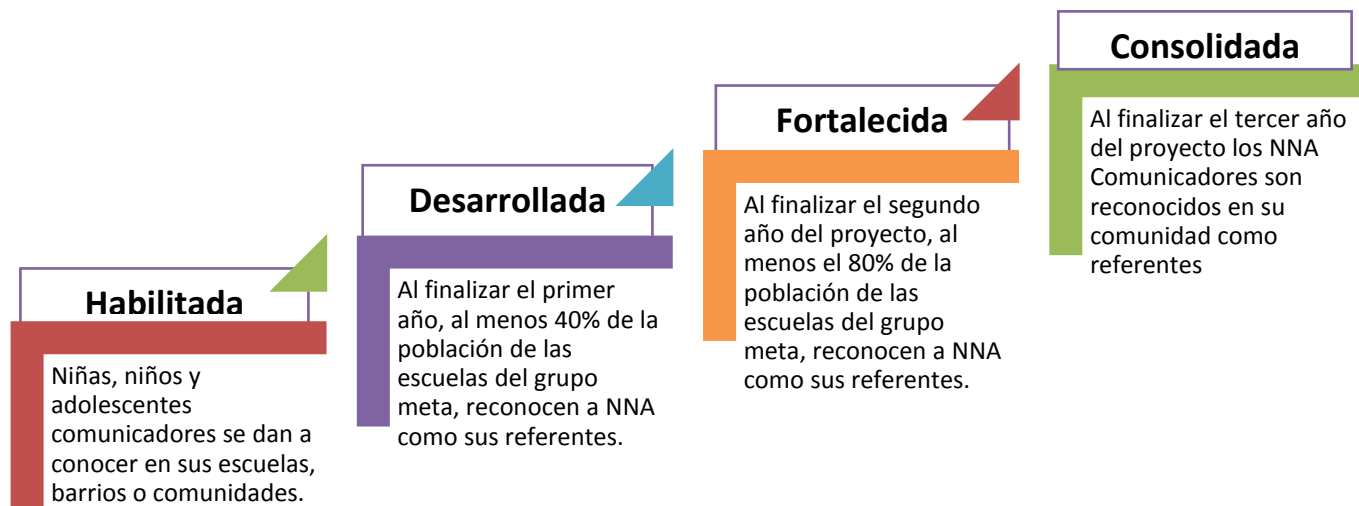 Habilitada
Niñas, niños y
adolescentes
comunicadores se dan a
conocer en sus escuelas,
barrios o comunidades.
Desarrollada
Al finalizar el primer
año, al menos 40% de la
población de las
escuelas del grupo
meta, reconocen a NNA
como sus referentes.
Fortalecida
Al finalizar el segundo
año del proyecto, al
menos el 80% de la
población de las
escuelas del grupo
meta, reconocen a NNA
como sus referentes.
Consolidada
Al finalizar el tercer año
del proyecto los NNA
Comunicadores son
reconocidos en su
comunidad como
referentes